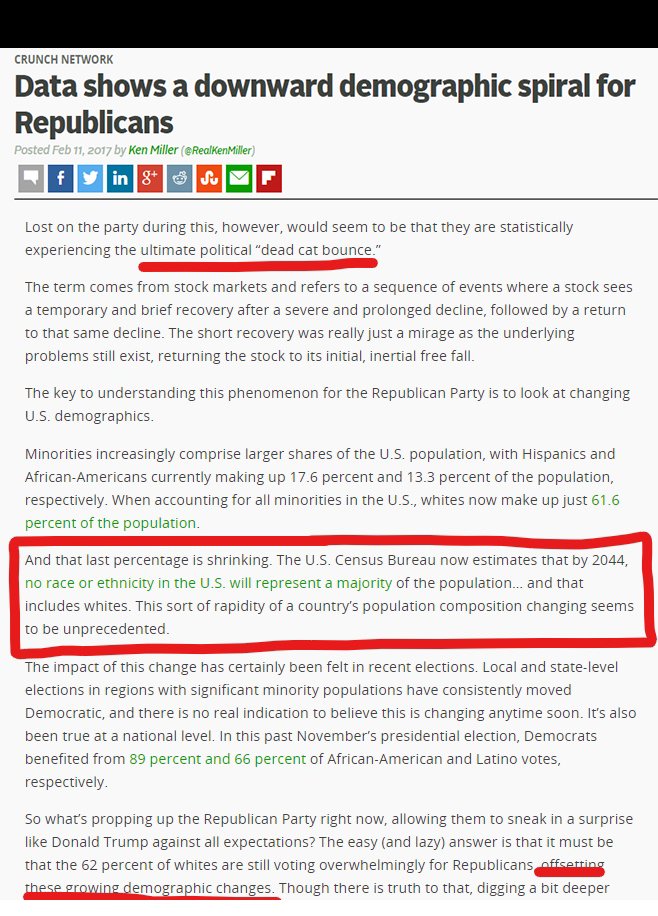 CRUNCH NETWORK
Data shows a downward demographic spiral for
Republicans
Posted Feb 11, 2017 by Ken Miller (@RealKenMiller)
f
in
g+
Lost on the party during this, however, would seem to be that they are statistically
experiencing the ultimate political “dead cat bounce.”
The term comes from stock markets and refers to a sequence of events where a stock sees
a temporary and brief recovery after a severe and prolonged decline, followed by a return
to that same decline. The short recovery was really just a mirage as the underlying
problems still exist, returning the stock to its initial, inertial free fall.
The key to understanding this phenomenon for the Republican Party is to look at changing
U.S. demographics.
Minorities increasingly comprise larger shares of the U.S. population, with Hispanics and
African-Americans currently making up 17.6 percent and 13.3 percent of the population,
respectively. When accounting for all minorities in the U.S., whites now make up just 61.6
percent of the population.
And that last percentage is shrinking. The U.S. Census Bureau now estimates that by 2044,
no race or ethnicity in the U.S. will represent a majority of the population... and that
includes whites. This sort of rapidity of a country’s population composition changing seems
to be unprecedented.
The impact of this change has certainly been felt in recent elections. Local and state-level
elections in regions with significant minority populations have consistently moved
Democratic, and there is no real indication to believe this is changing anytime soon. It’s also
been true at a national level. In this past November’s presidential election, Democrats
benefited from 89 percent and 66 percent of African-American and Latino votes,
respectively.
So what’s propping up the Republican Party right now, allowing them to sneak in a surprise
like Donald Trump against all expectations? The easy (and lazy) answer is that it must be
that the 62 percent of whites are still voting overwhelmingly for Republicans, offsetting
these growing demographic changes. Though there is truth to that, digging a bit deeper